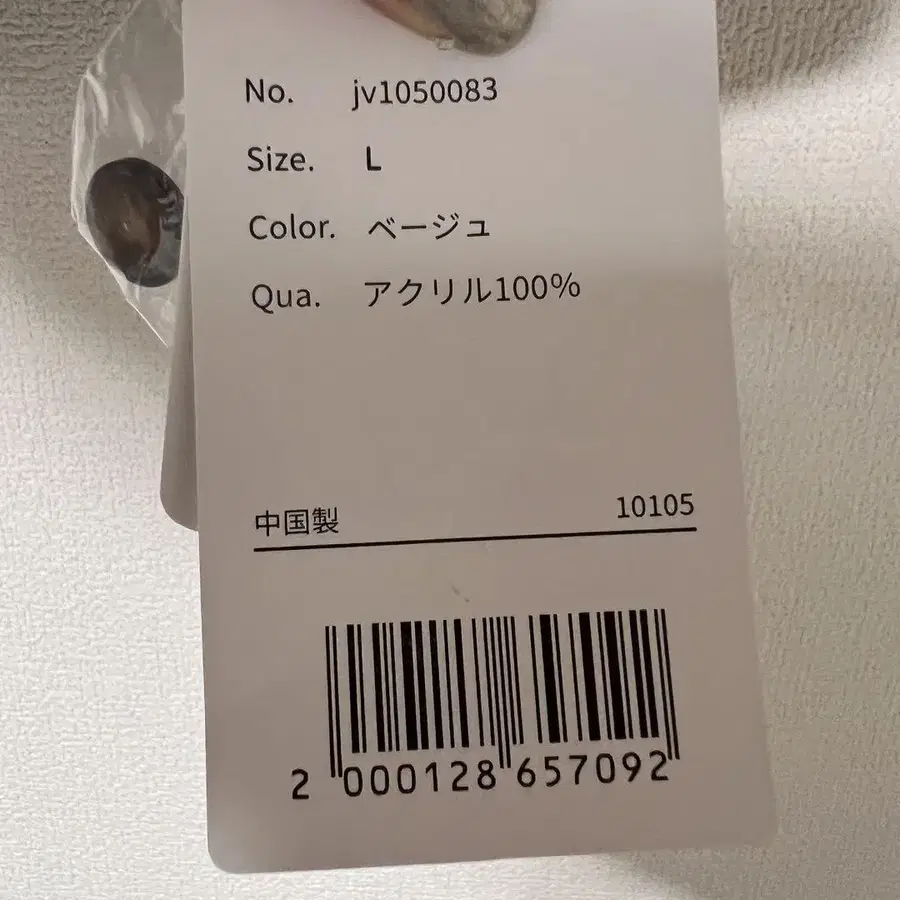 No. jv1050083
Size. L
Color. ベージュ
Qua. アクリル100%
中国製 10105
2 000128 657092